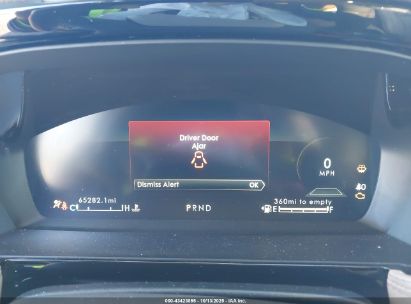 Driver Door
Ajar
Dismiss Alert OK
0
MPH
65282.1mi
C H
PRND
360mi to empty
E F